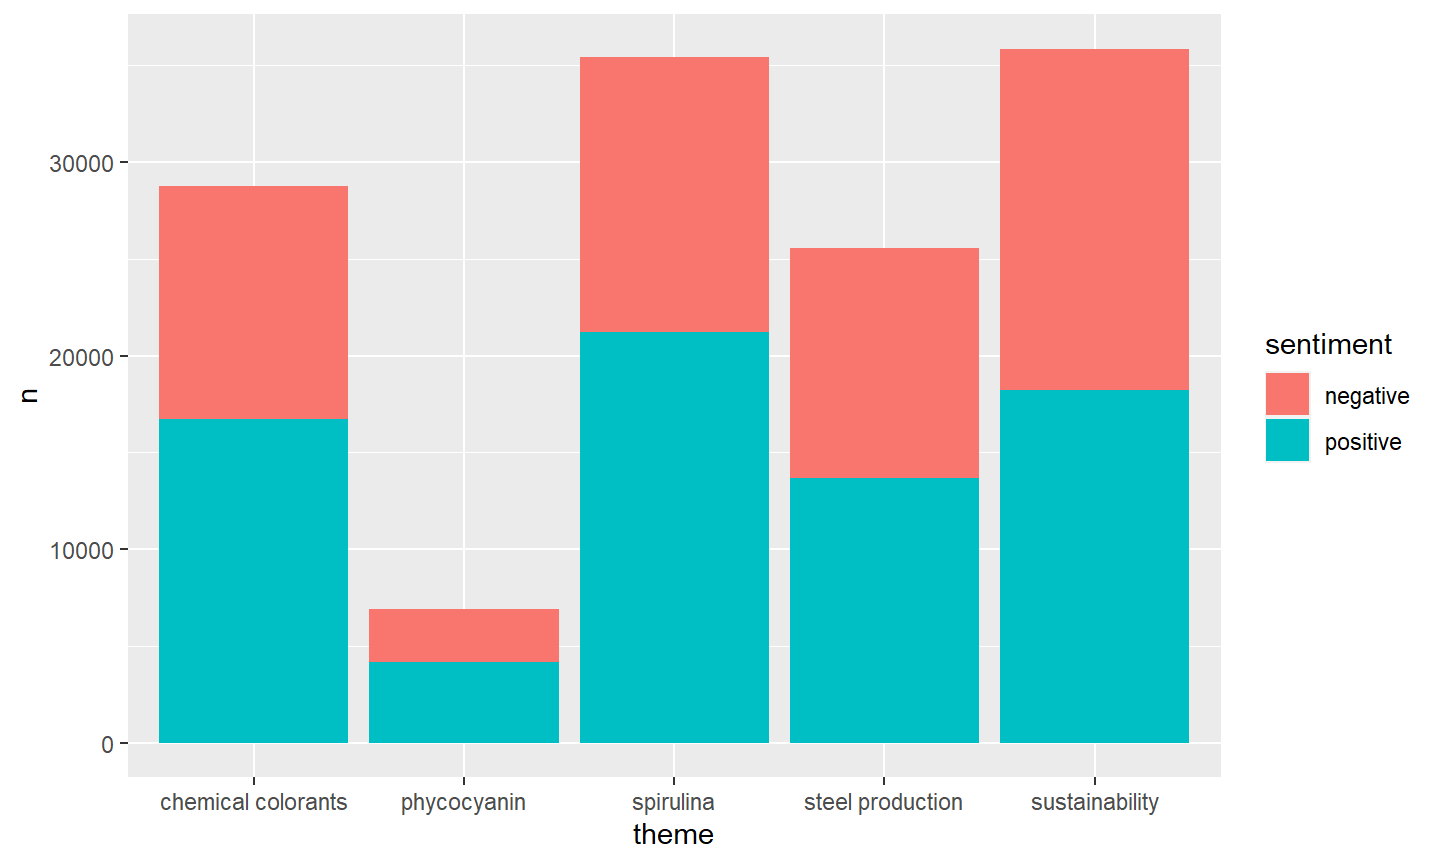 30000
20000
10000
0
n
chemical colorants
phycocyanin
spirulina
steel production
sustainability
theme
sentiment
negative
positive